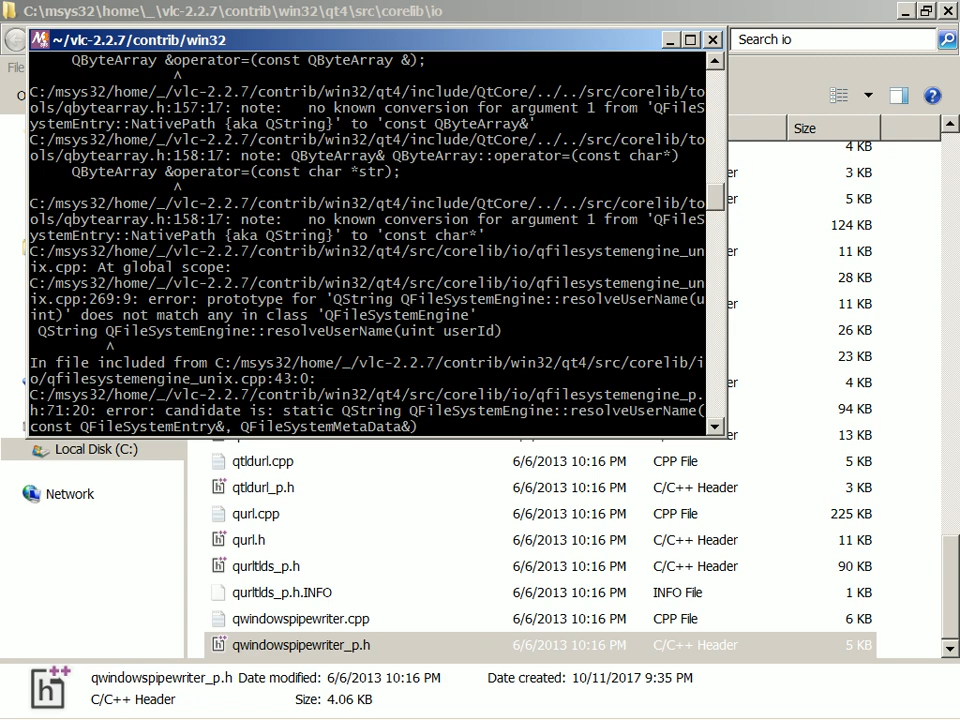 C:\msys32\home\_\vlc-2.2.7\contrib\win32\qt4\src\corelib\io
~/vlc-2.2.7/contrib/win32
Search io
File
QByteArray &operator=(const QByteArray &);
^
C:/msys32/home/_/vlc-2.2.7/contrib/win32/qt4/include/QtCore/../../src/corelib/to
ols/qbytearray.h:157:17: note:   no known conversion for argument 1 from 'QFileS
ystemEntry::NativePath {aka QString}' to 'const QByteArray&'
C:/msys32/home/_/vlc-2.2.7/contrib/win32/qt4/include/QtCore/../../src/corelib/to
ols/qbytearray.h:158:17: note: QByteArray& QByteArray::operator=(const char*)
QByteArray &operator=(const char *str);
^
C:/msys32/home/_/vlc-2.2.7/contrib/win32/qt4/include/QtCore/../../src/corelib/to
ols/qbytearray.h:158:17: note:   no known conversion for argument 1 from 'QFileS
ystemEntry::NativePath {aka QString}' to 'const char*'
C:/msys32/home/_/vlc-2.2.7/contrib/win32/qt4/src/corelib/io/qfilesystemengine_un
ix.cpp: At global scope:
C:/msys32/home/_/vlc-2.2.7/contrib/win32/qt4/src/corelib/io/qfilesystemengine_un
ix.cpp:269:9: error: prototype for 'QString QFileSystemEngine::resolveUserName(u
int)' does not match any in class 'QFileSystemEngine'
QString QFileSystemEngine::resolveUserName(uint userId)
^
In file included from C:/msys32/home/_/vlc-2.2.7/contrib/win32/qt4/src/corelib/i
o/qfilesystemengine_unix.cpp:43:0:
C:/msys32/home/_/vlc-2.2.7/contrib/win32/qt4/src/corelib/io/qfilesystemengine_p.
h:71:20: error: candidate is: static QString QFileSystemEngine::resolveUserName(
const QFileSystemEntry&, QFileSystemMetaData&)
Size
4 KB
er 3 KB
er 5 KB
124 KB
er 11 KB
28 KB
er 11 KB
26 KB
23 KB
er 4 KB
94 KB
er 13 KB
Local Disk (C:)
Network
qtldurl.cpp 6/6/2013 10:16 PM CPP File 5 KB
qtldurl_p.h 6/6/2013 10:16 PM C/C++ Header 3 KB
qurl.cpp 6/6/2013 10:16 PM CPP File 225 KB
qurl.h 6/6/2013 10:16 PM C/C++ Header 11 KB
qurltlds_p.h 6/6/2013 10:16 PM C/C++ Header 90 KB
qurltlds_p.h.INFO 6/6/2013 10:16 PM INFO File 1 KB
qwindowspipewriter.cpp 6/6/2013 10:16 PM CPP File 6 KB
qwindowspipewriter_p.h 6/6/2013 10:16 PM C/C++ Header 5 KB
qwindowspipewriter_p.h Date modified: 6/6/2013 10:16 PM Date created: 10/11/2017 9:35 PM
C/C++ Header Size: 4.06 KB